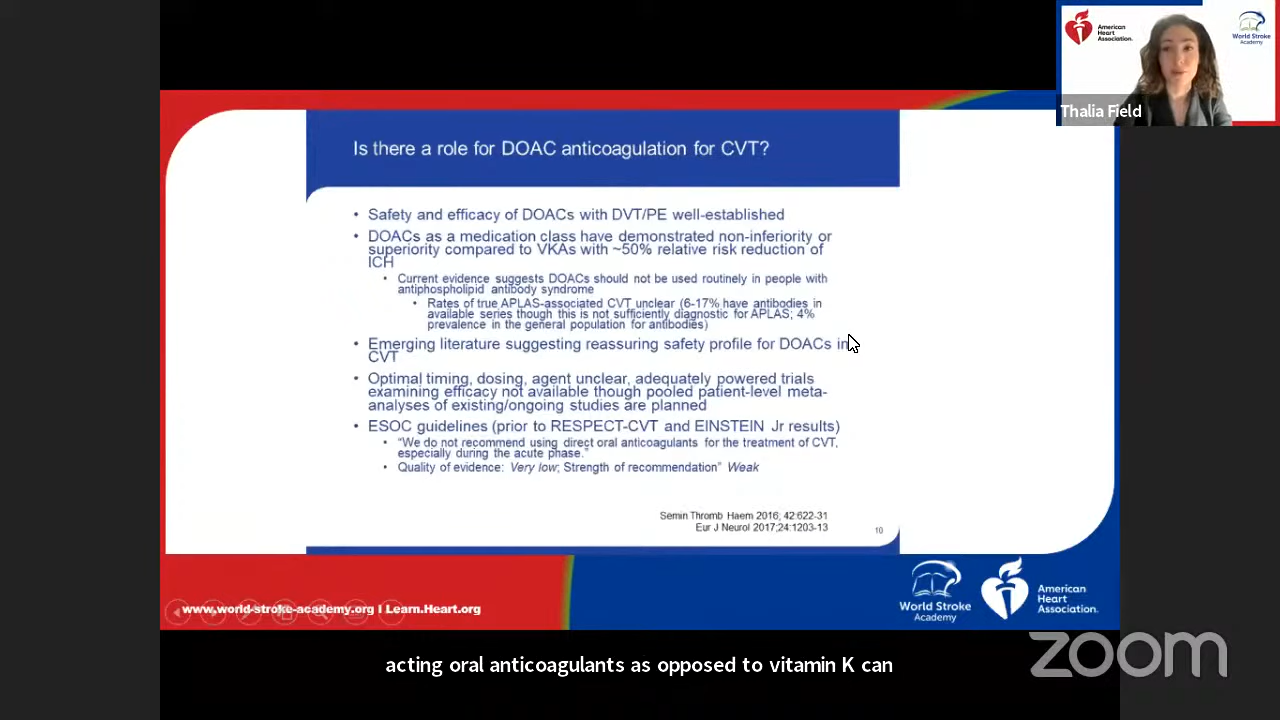 American
Heart
Association.
World Stroke
Academy
Thalia Field
Is there a role for DOAC anticoagulation for CVT?
• Safety and efficacy of DOACs with DVT/PE well-established
• DOACs as a medication class have demonstrated non-inferiority or
superiority compared to VKAs with ~50% relative risk reduction of
ICH
• Current evidence suggests DOACs should not be used routinely in people with
antiphospholipid antibody syndrome
• Rates of true APLAS-associated CVT unclear (6-17% have antibodies in
available series though this is not sufficiently diagnostic for APLAS; 4%
prevalence in the general population for antibodies)
• Emerging literature suggesting reassuring safety profile for DOACs in
CVT
• Optimal timing, dosing, agent unclear, adequately powered trials
examining efficacy not available though pooled patient-level meta-
analyses of existing/ongoing studies are planned
• ESOC guidelines (prior to RESPECT-CVT and EINSTEIN Jr results)
• "We do not recommend using direct oral anticoagulants for the treatment of CVT,
especially during the acute phase."
• Quality of evidence: Very low; Strength of recommendation" Weak
Semin Thromb Haem 2016; 42:622-31
Eur J Neurol 2017;24:1203-13
10
www.world-stroke-academy.org I Learn.Heart.org
World Stroke
Academy
American
Heart
Association.
acting oral anticoagulants as opposed to vitamin K can
zoom